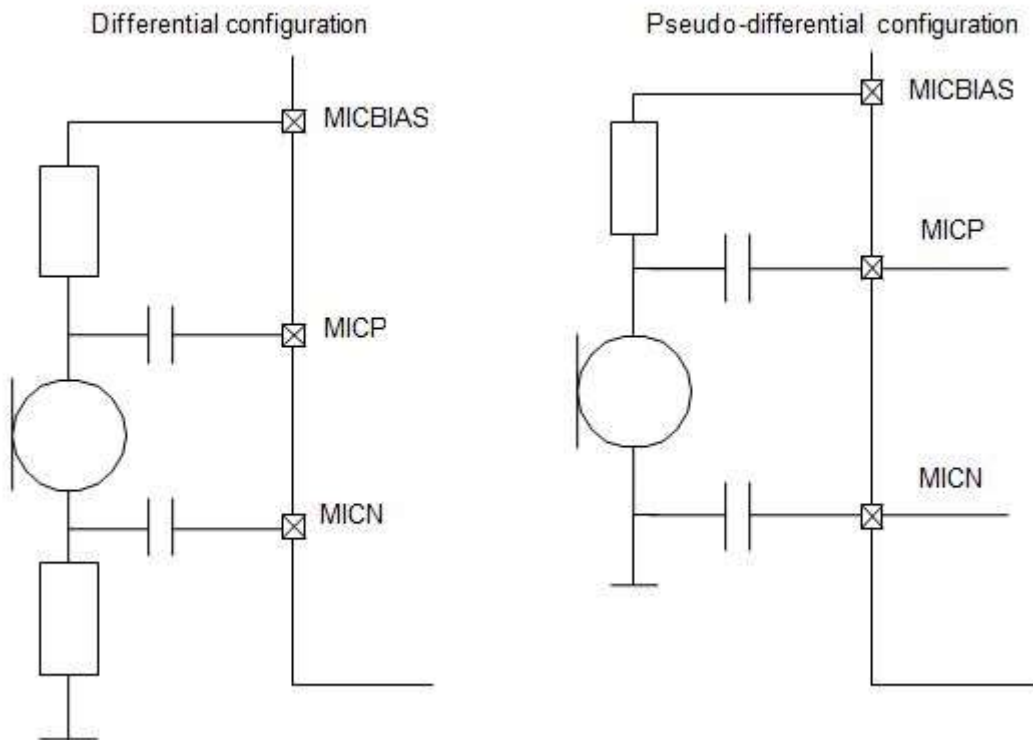 Differential configuration
MICBIAS
MICP
MICN
Pseudo-differential configuration
MICBIAS
MICP
MICN